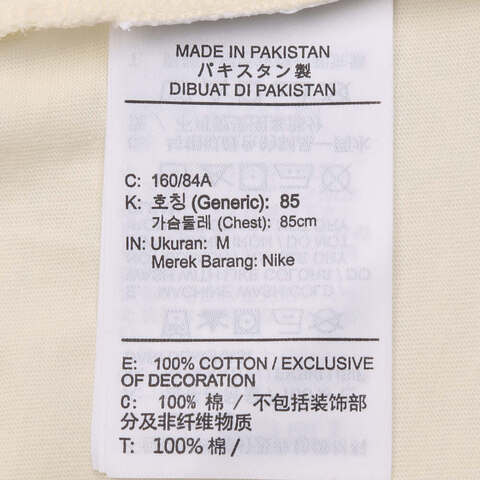 MADE IN PAKISTAN
パキスタン製
DIBUAT DI PAKISTAN
C: 160/84A
K: 호칭 (Generic): 85
가슴둘레 (Chest): 85cm
IN: Ukuran: M
Merek Barang: Nike
E: 100% COTTON / EXCLUSIVE
OF DECORATION
C: 100% 棉 / 不包括装饰部
分及非纤维物质
T: 100% 棉 /